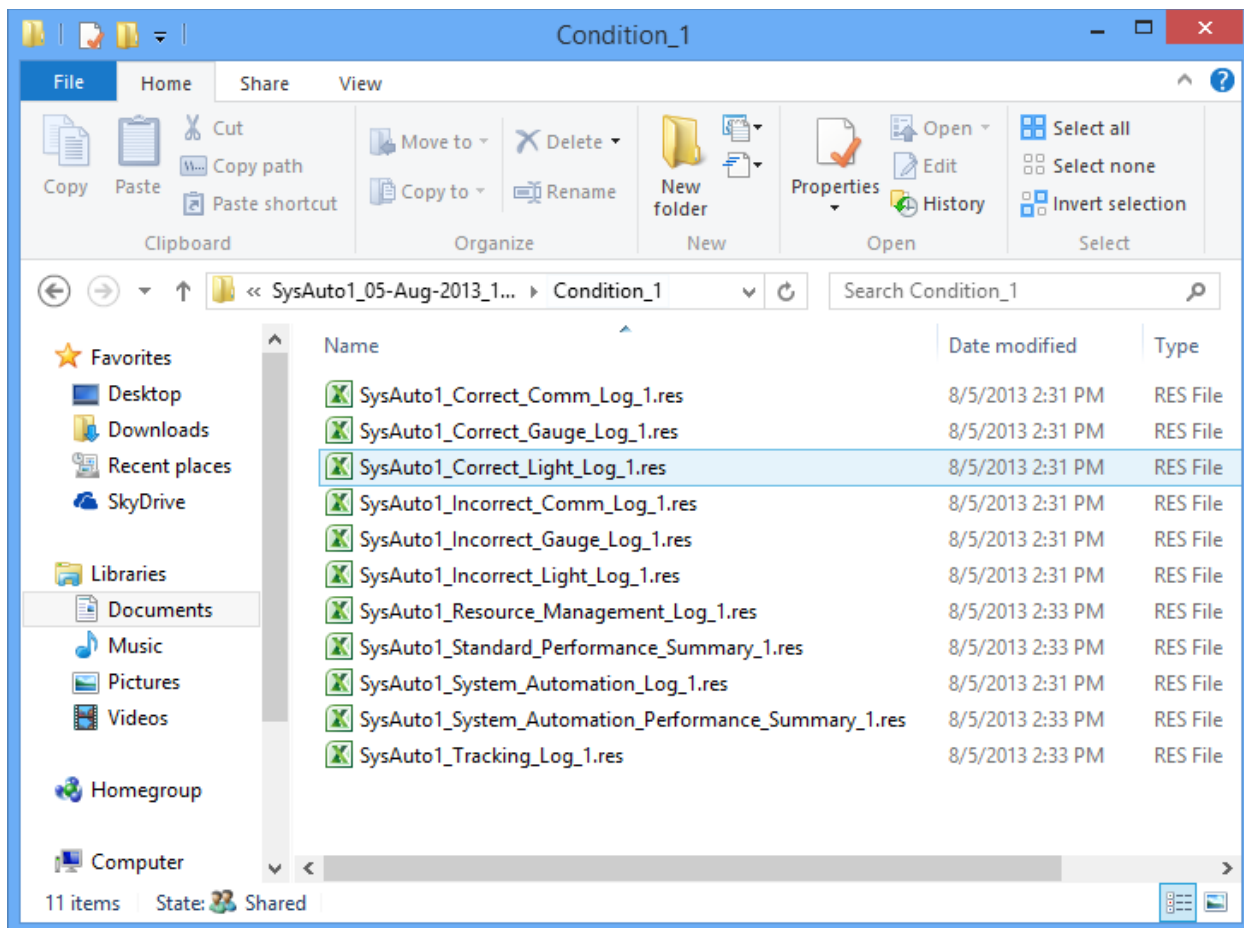 Condition_1
File Home Share View
Copy Paste Cut Copy path Paste shortcut
Move to Copy to Delete Rename
New folder
Properties Open Edit History
Select all Select none Invert selection
Clipboard Organize New Open Select
« SysAuto1_05-Aug-2013_1... Condition_1 Search Condition_1
Favorites
Desktop
Downloads
Recent places
SkyDrive
Libraries
Documents
Music
Pictures
Videos
Homegroup
Computer
Name Date modified Type
SysAuto1_Correct_Comm_Log_1.res 8/5/2013 2:31 PM RES File
SysAuto1_Correct_Gauge_Log_1.res 8/5/2013 2:31 PM RES File
SysAuto1_Correct_Light_Log_1.res 8/5/2013 2:31 PM RES File
SysAuto1_Incorrect_Comm_Log_1.res 8/5/2013 2:31 PM RES File
SysAuto1_Incorrect_Gauge_Log_1.res 8/5/2013 2:31 PM RES File
SysAuto1_Incorrect_Light_Log_1.res 8/5/2013 2:31 PM RES File
SysAuto1_Resource_Management_Log_1.res 8/5/2013 2:33 PM RES File
SysAuto1_Standard_Performance_Summary_1.res 8/5/2013 2:33 PM RES File
SysAuto1_System_Automation_Log_1.res 8/5/2013 2:31 PM RES File
SysAuto1_System_Automation_Performance_Summary_1.res 8/5/2013 2:33 PM RES File
SysAuto1_Tracking_Log_1.res 8/5/2013 2:33 PM RES File
11 items State: Shared